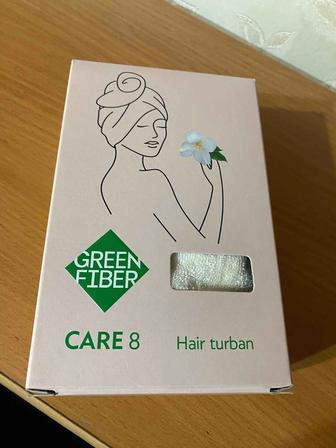 GREEN
FIBER
CARE 8
Hair turban